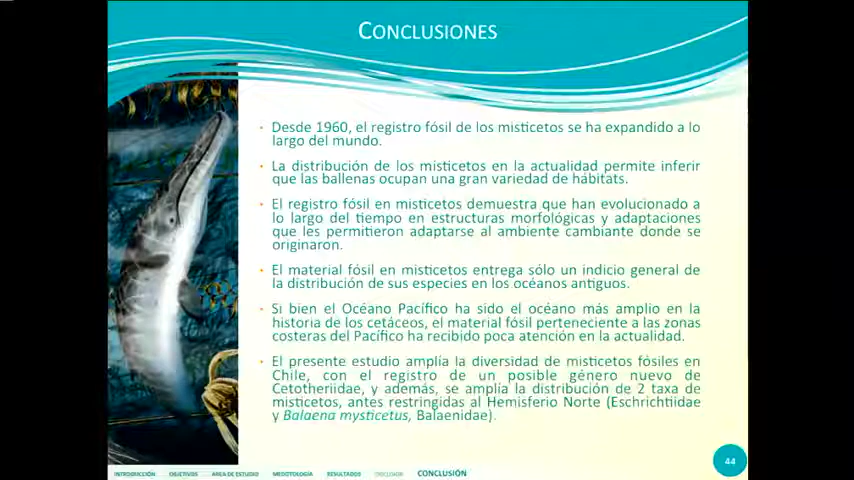 CONCLUSIONES
• Desde 1960, el registro fósil de los misticetos se ha expandido a lo
largo del mundo.
• La distribución de los misticetos en la actualidad permite inferir
que las ballenas ocupan una gran variedad de hábitats.
• El registro fósil en misticetos demuestra que han evolucionado a
lo largo del tiempo en estructuras morfológicas y adaptaciones
que les permitieron adaptarse al ambiente cambiante donde se
originaron.
• El material fósil en misticetos entrega sólo un indicio general de
la distribución de sus especies en los océanos antiguos.
• Si bien el Océano Pacífico ha sido el océano más amplio en la
historia de los cetáceos, el material fósil perteneciente a las zonas
costeras del Pacífico ha recibido poca atención en la actualidad.
• El presente estudio amplía la diversidad de misticetos fósiles en
Chile, con el registro de un posible género nuevo de
Cetotheriidae, y además, se amplía la distribución de 2 taxa de
misticetos, antes restringidas al Hemisferio Norte (Eschrichtiidae
y Balaena mysticetus, Balaenidae).
44
INTRODUCCIÓN OBJETIVOS AREA DE ESTUDIO METODOLOGÍA RESULTADOS DISCUSIÓN CONCLUSIÓN